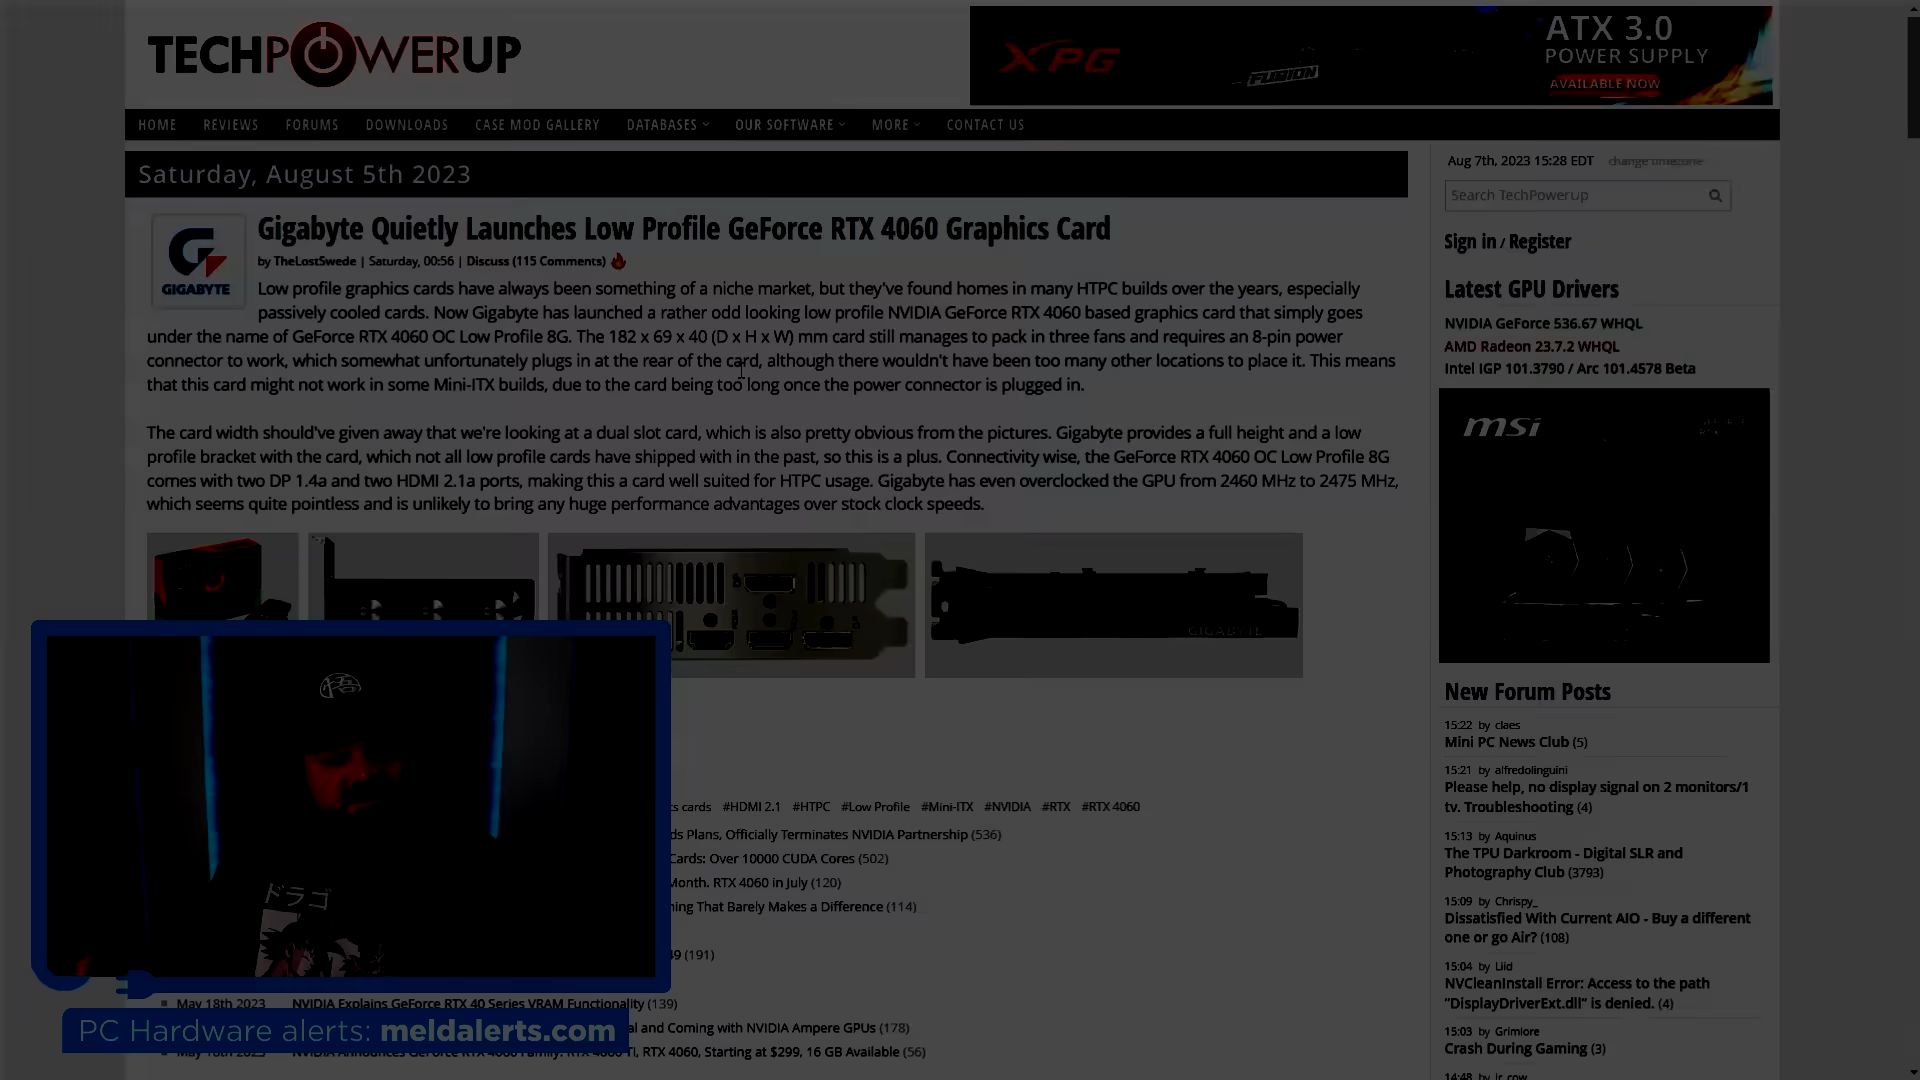 TECHPOWERUP
XPG
FUSION
ATX 3.0
POWER SUPPLY
AVAILABLE NOW
HOME REVIEWS FORUMS DOWNLOADS CASE MOD GALLERY DATABASES OUR SOFTWARE MORE CONTACT US
Saturday, August 5th 2023
Aug 7th, 2023 15:28 EDT change timezone
Search TechPowerUp
Sign in / Register
GIGABYTE
Gigabyte Quietly Launches Low Profile GeForce RTX 4060 Graphics Card
by TheLostSwede | Saturday, 00:56 | Discuss (115 Comments)
Low profile graphics cards have always been something of a niche market, but they've found homes in many HTPC builds over the years, especially
passively cooled cards. Now Gigabyte has launched a rather odd looking low profile NVIDIA GeForce RTX 4060 based graphics card that simply goes
under the name of GeForce RTX 4060 OC Low Profile 8G. The 182 x 69 x 40 (D x H x W) mm card still manages to pack in three fans and requires an 8-pin power
connector to work, which somewhat unfortunately plugs in at the rear of the card, although there wouldn't have been too many other locations to place it. This means
that this card might not work in some Mini-ITX builds, due to the card being too long once the power connector is plugged in.
The card width should've given away that we're looking at a dual slot card, which is also pretty obvious from the pictures. Gigabyte provides a full height and a low
profile bracket with the card, which not all low profile cards have shipped with in the past, so this is a plus. Connectivity wise, the GeForce RTX 4060 OC Low Profile 8G
comes with two DP 1.4a and two HDMI 2.1a ports, making this a card well suited for HTPC usage. Gigabyte has even overclocked the GPU from 2460 MHz to 2475 MHz,
which seems quite pointless and is unlikely to bring any huge performance advantages over stock clock speeds.
GIGABYTE
cards #HDMI 2.1 #HTPC #Low Profile #Mini-ITX #NVIDIA #RTX #RTX 4060
Plans, Officially Terminates NVIDIA Partnership (536)
Cards: Over 10000 CUDA Cores (502)
Month. RTX 4060 in July (120)
That Barely Makes a Difference (114)
(191)
May 18th 2023 NVIDIA Explains GeForce RTX 40 Series VRAM Functionality (139)
and Coming with NVIDIA Ampere GPUs (178)
May 18th 2023 NVIDIA Announces GeForce RTX 4060 Family: RTX 4060 Ti, RTX 4060, Starting at $299, 16 GB Available (56)
悟
ドラゴ
PC Hardware alerts: meldalerts.com
Latest GPU Drivers
NVIDIA GeForce 536.67 WHQL
AMD Radeon 23.7.2 WHQL
Intel IGP 101.3790 / Arc 101.4578 Beta
msi
New Forum Posts
15:22 by claes
Mini PC News Club (5)
15:21 by alfredolinguini
Please help, no display signal on 2 monitors/1
tv. Troubleshooting (4)
15:13 by Aquinus
The TPU Darkroom - Digital SLR and
Photography Club (3793)
15:09 by Chrispy_
Dissatisfied With Current AIO - Buy a different
one or go Air? (108)
15:04 by Liid
NVCleanInstall Error: Access to the path
“DisplayDriverExt.dll” is denied. (4)
15:03 by Grimiore
Crash During Gaming (3)
14:48 by ir_cow